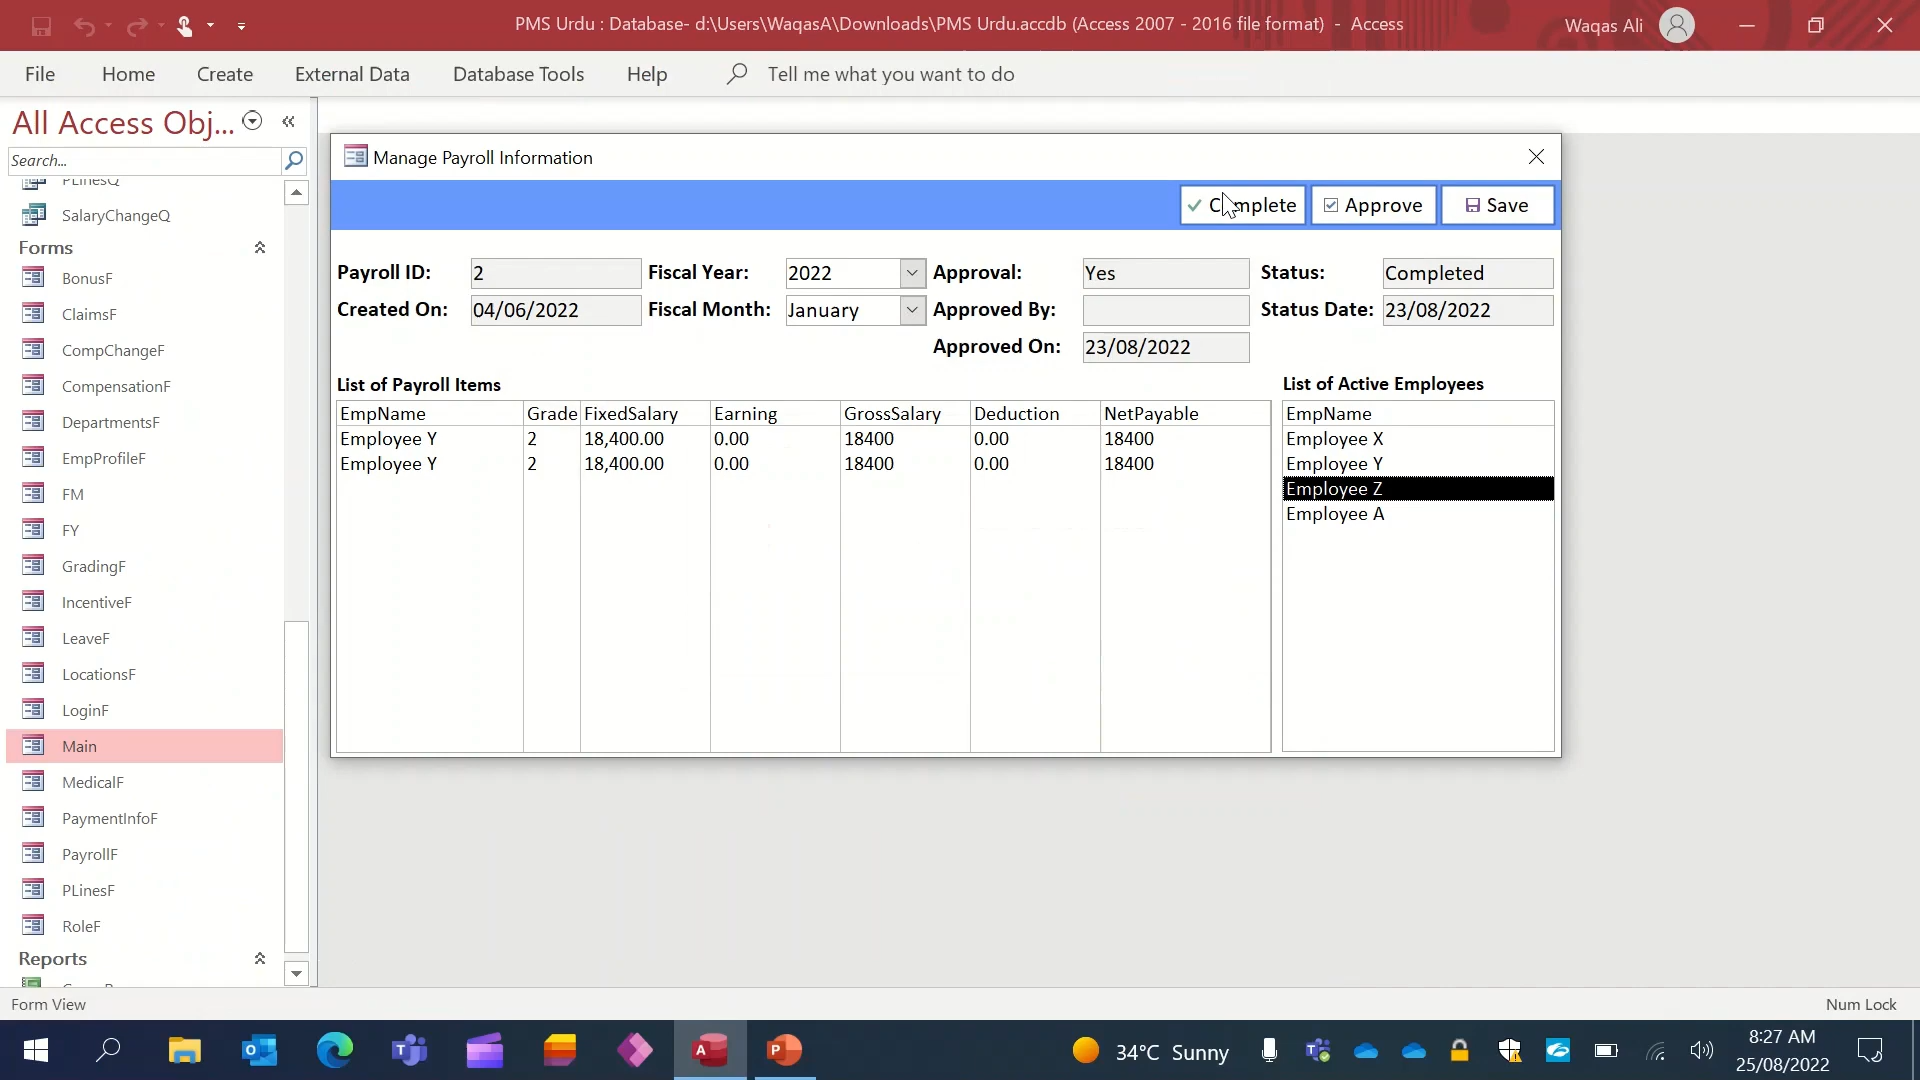 PMS Urdu : Database- d:\Users\WaqasA\Downloads\PMS Urdu.accdb (Access 2007 - 2016 file format) - Access
Waqas Ali
File Home Create External Data Database Tools Help Tell me what you want to do
All Access Obj...
Search...
PLinesQ
SalaryChangeQ
Forms
BonusF
ClaimsF
CompChangeF
CompensationF
DepartmentsF
EmpProfileF
FM
FY
GradingF
IncentiveF
LeaveF
LocationsF
LoginF
Main
MedicalF
PaymentInfoF
PayrollF
PLinesF
RoleF
Reports
Manage Payroll Information
Complete Approve Save
Payroll ID: 2 Fiscal Year: 2022 Approval: Yes Status: Completed
Created On: 04/06/2022 Fiscal Month: January Approved By: Status Date: 23/08/2022
Approved On: 23/08/2022
List of Payroll Items
EmpName Grade FixedSalary Earning GrossSalary Deduction NetPayable
Employee Y 2 18,400.00 0.00 18400 0.00 18400
Employee Y 2 18,400.00 0.00 18400 0.00 18400
List of Active Employees
EmpName
Employee X
Employee Y
Employee Z
Employee A
Form View
Num Lock
34°C Sunny
8:27 AM
25/08/2022